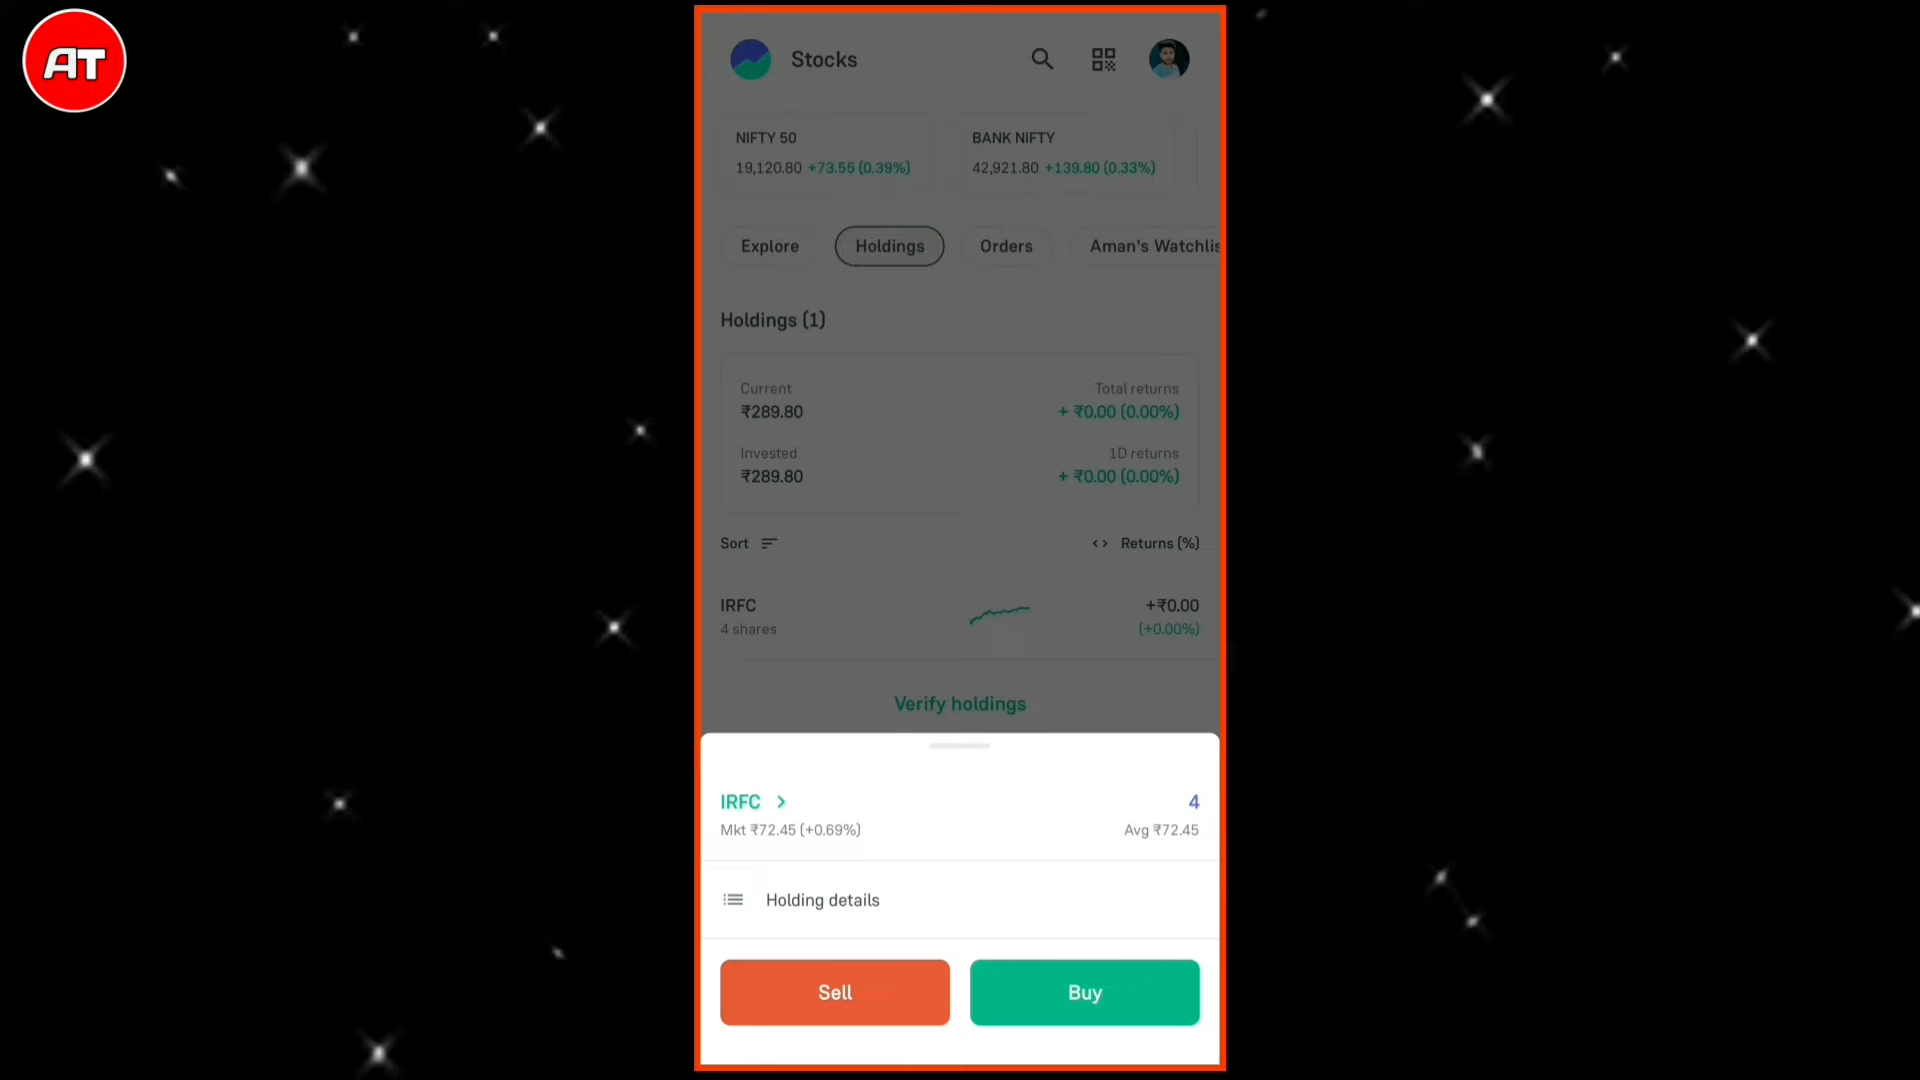 AT
Stocks
NIFTY 50
19,120.80 +73.55 (0.39%)
BANK NIFTY
42,921.80 +139.80 (0.33%)
Explore
Holdings
Orders
Aman's Watchlis
Holdings (1)
Current
₹289.80
Total returns
+ ₹0.00 (0.00%)
Invested
₹289.80
1D returns
+ ₹0.00 (0.00%)
Sort
<> Returns (%)
IRFC
4 shares
+₹0.00
(+0.00%)
Verify holdings
IRFC >
4
Mkt ₹72.45 (+0.69%)
Avg ₹72.45
Holding details
Sell
Buy